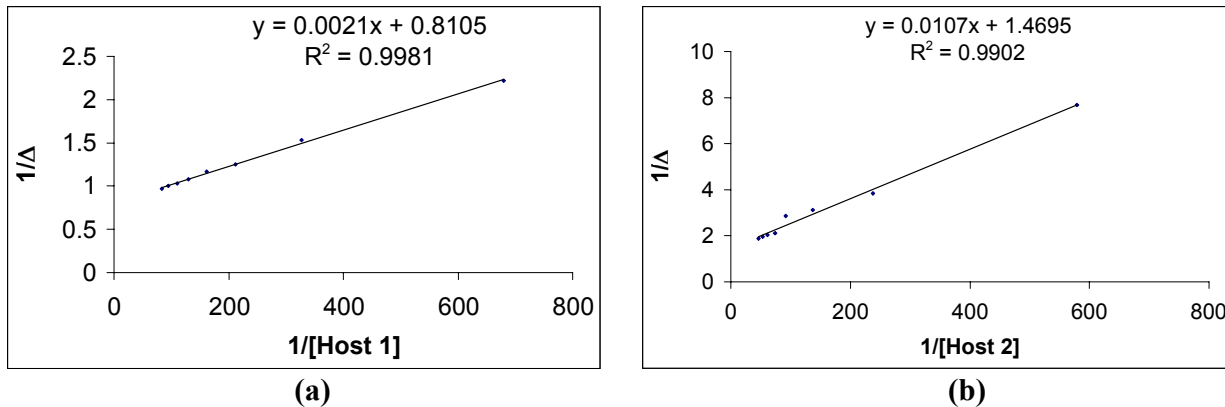 y = 0.0021x + 0.8105
R² = 0.9981
2.5
2
1.5
1
0.5
0
0 200 400 600 800
1/Δ
1/[Host 1]
(a)
y = 0.0107x + 1.4695
R² = 0.9902
10
8
6
4
2
0
0 200 400 600 800
1/Δ
1/[Host 2]
(b)